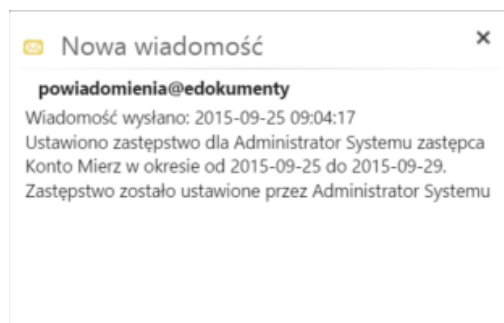 Nowa wiadomość
powiadomienia@edokumenty
Wiadomość wysłano: 2015-09-25 09:04:17
Ustawiono zastępstwo dla Administrator Systemu zastępca
Konto Mierz w okresie od 2015-09-25 do 2015-09-29.
Zastępstwo zostało ustawione przez Administrator Systemu